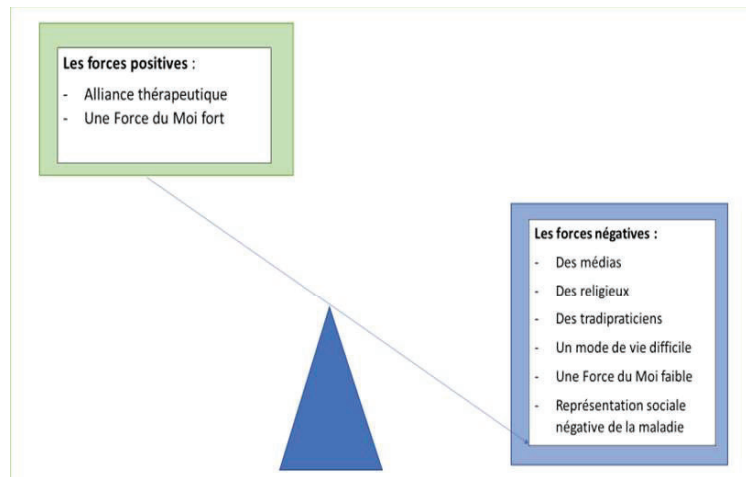 Les forces positives :
- Alliance thérapeutique
- Une Force du Moi fort
Les forces négatives :
- Des médias
- Des religieux
- Des tradipraticiens
- Un mode de vie difficile
- Une Force du Moi faible
- Représentation sociale
négative de la maladie